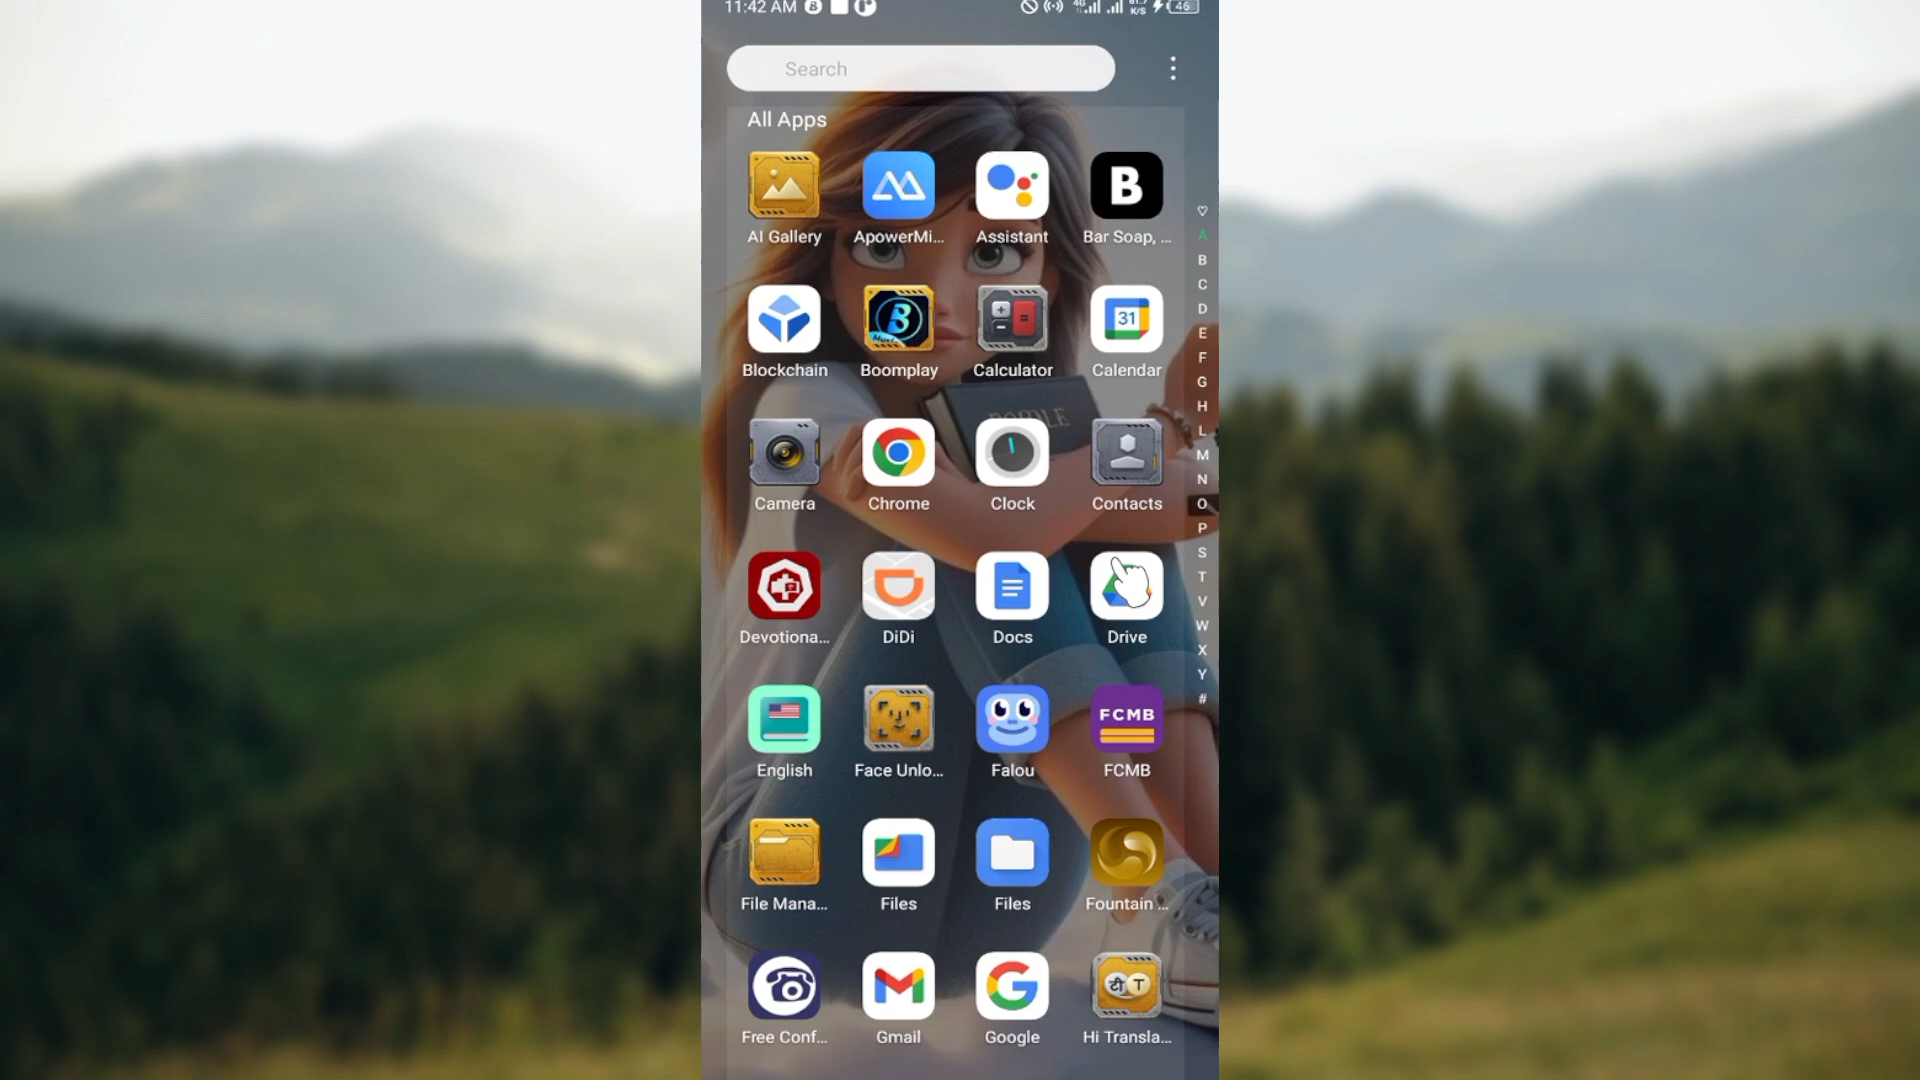 11:42 AM
4G
K/S
46
Search
All Apps
AI Gallery
ApowerMi...
Assistant
B
Bar Soap, ...
Blockchain
B
Boomplay
Calculator
31
Calendar
Camera
Chrome
Clock
Contacts
Devotiona...
DiDi
Docs
Drive
English
Face Unlo...
Falou
FCMB
FCMB
File Mana...
Files
Files
Fountain ...
Free Conf...
Gmail
Google
टी T
Hi Transla...
A
B
C
D
E
F
G
H
L
M
N
O
P
S
T
V
W
X
Y
#